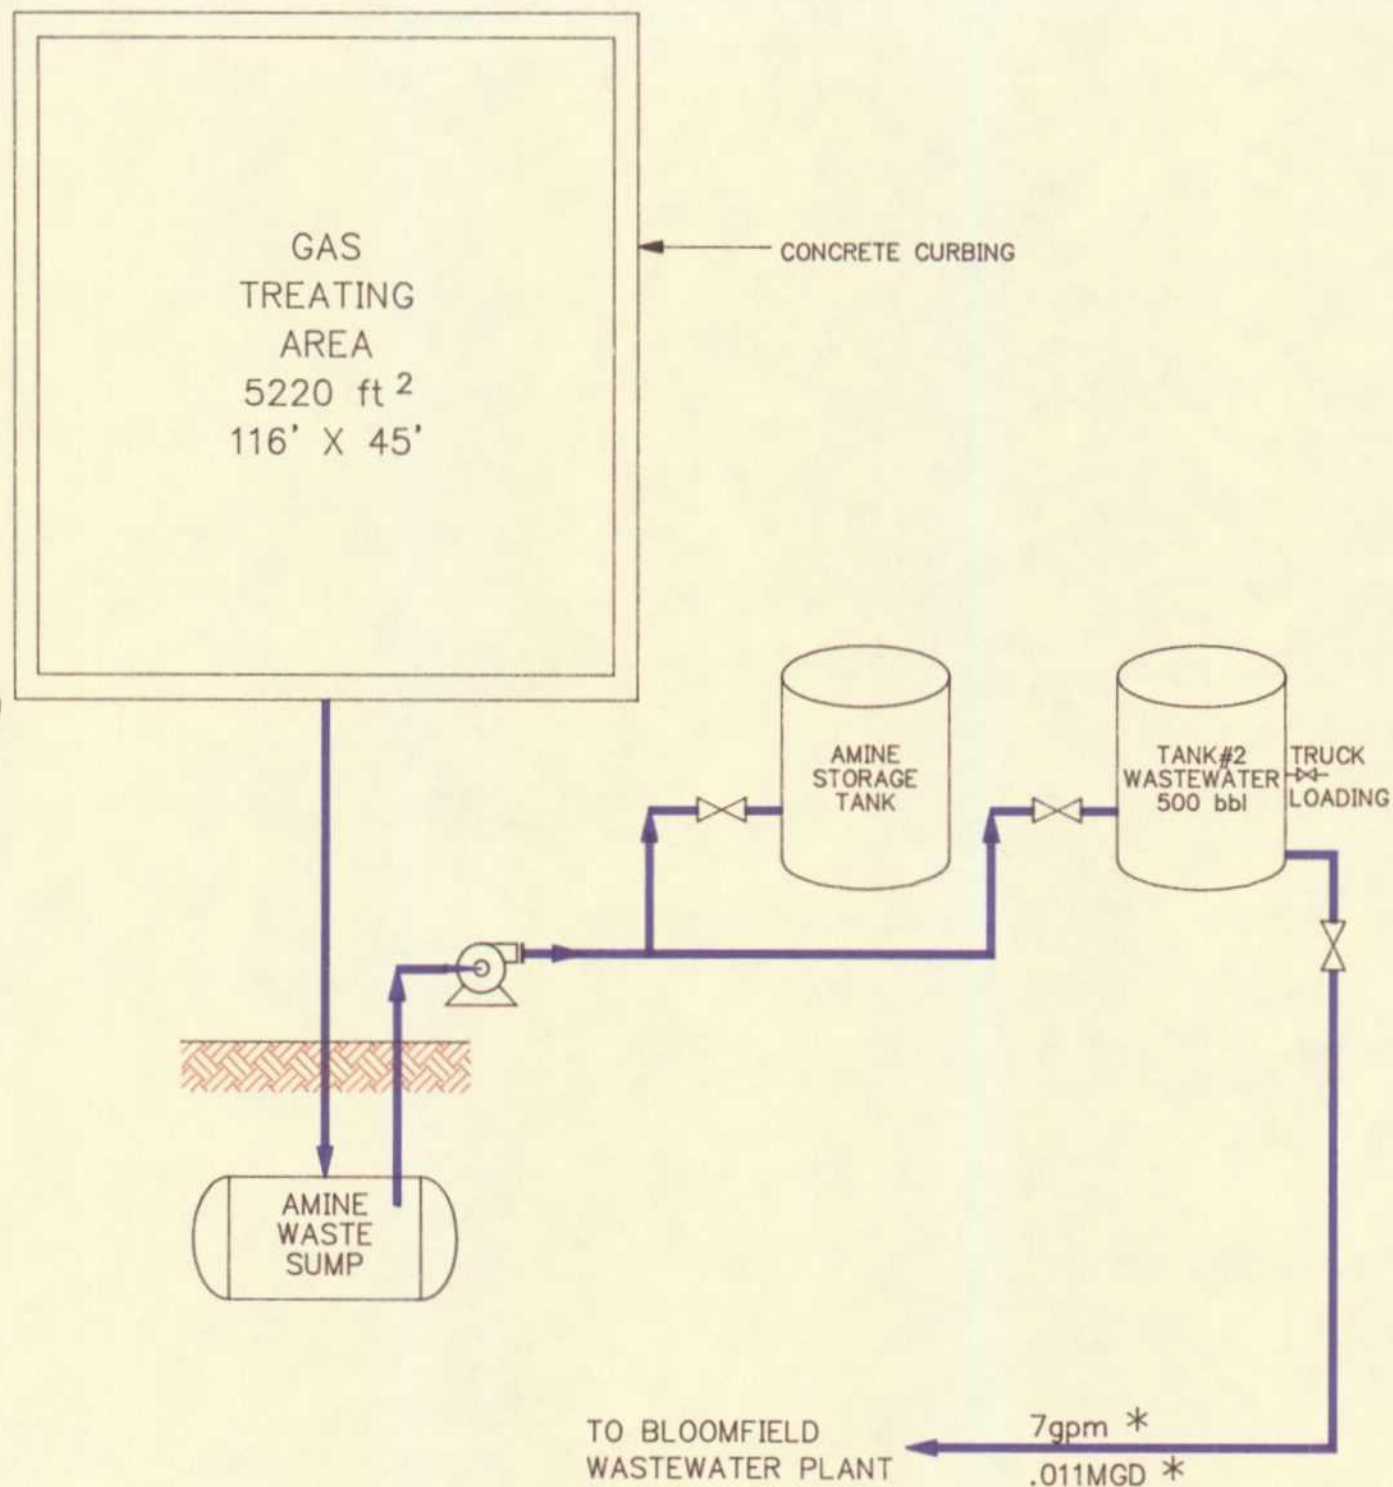 GAS
TREATING
AREA
5220 ft 2
116' X 45'
CONCRETE CURBING
AMINE
STORAGE
TANK
TANK#2
WASTEWATER
500 bbl
TRUCK
LOADING
AMINE
WASTE
SUMP
TO BLOOMFIELD
WASTEWATER PLANT
7gpm *
.011MGD *